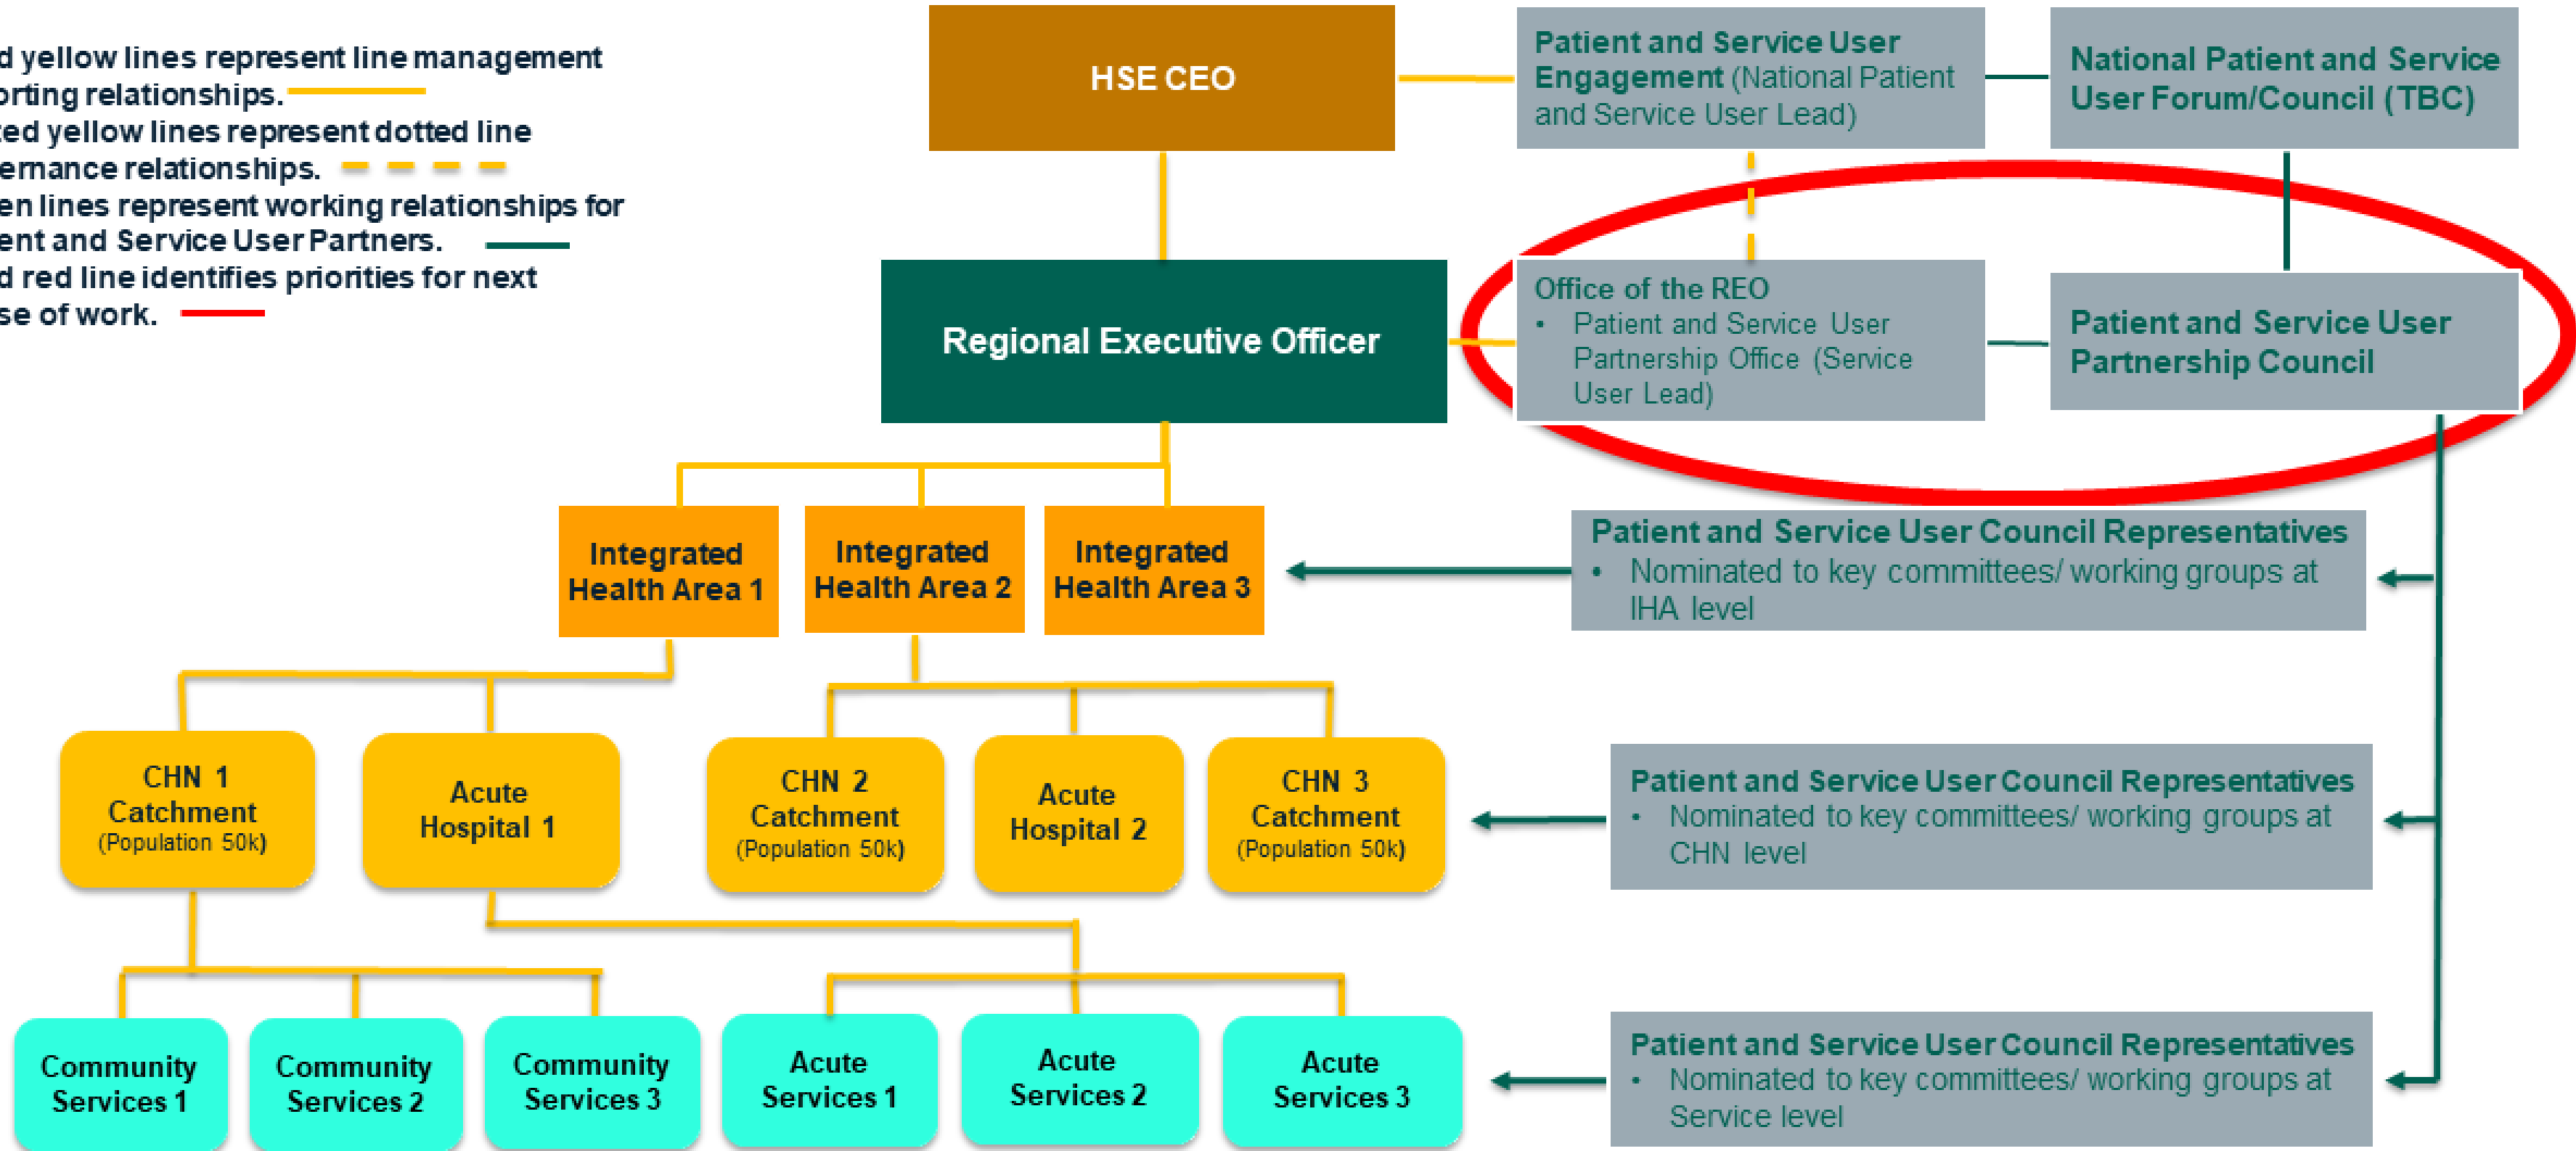 d yellow lines represent line management
orting relationships.
ted yellow lines represent dotted line
ernance relationships.
en lines represent working relationships for
ent and Service User Partners.
d red line identifies priorities for next
se of work.
HSE CEO
Patient and Service User
Engagement (National Patient
and Service User Lead)
National Patient and Service
User Forum/Council (TBC)
Regional Executive Officer
Office of the REO
• Patient and Service User
Partnership Office (Service
User Lead)
Patient and Service User
Partnership Council
Integrated
Health Area 1
Integrated
Health Area 2
Integrated
Health Area 3
Patient and Service User Council Representatives
• Nominated to key committees/ working groups at
IHA level
CHN 1
Catchment
(Population 50k)
Acute
Hospital 1
CHN 2
Catchment
(Population 50k)
Acute
Hospital 2
CHN 3
Catchment
(Population 50k)
Patient and Service User Council Representatives
• Nominated to key committees/ working groups at
CHN level
Community
Services 1
Community
Services 2
Community
Services 3
Acute
Services 1
Acute
Services 2
Acute
Services 3
Patient and Service User Council Representatives
• Nominated to key committees/ working groups at
Service level